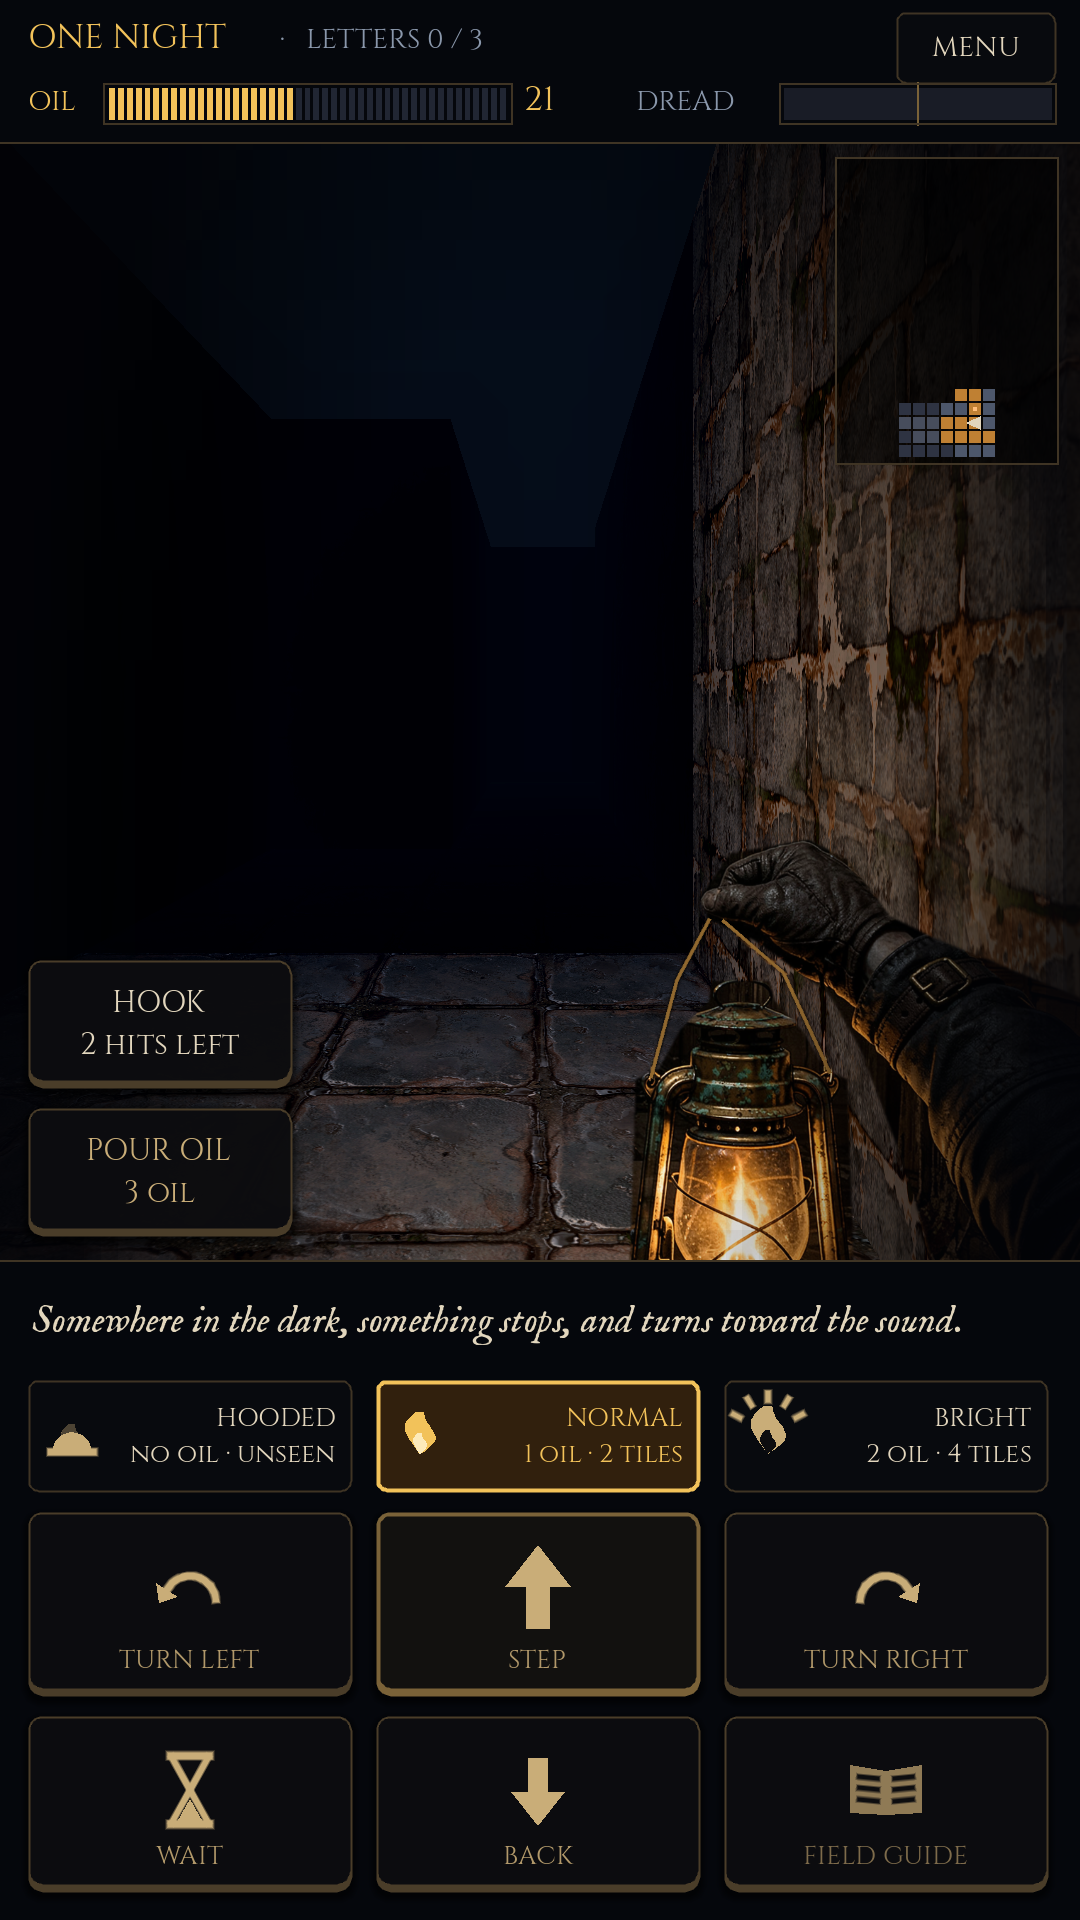 ONE NIGHT · LETTERS 0 / 3
MENU
OIL 21 DREAD
HOOK
2 HITS LEFT
POUR OIL
3 OIL
Somewhere in the dark, something stops, and turns toward the sound.
HOODED
NO OIL · UNSEEN
NORMAL
1 OIL · 2 TILES
BRIGHT
2 OIL · 4 TILES
TURN LEFT
STEP
TURN RIGHT
WAIT
BACK
FIELD GUIDE